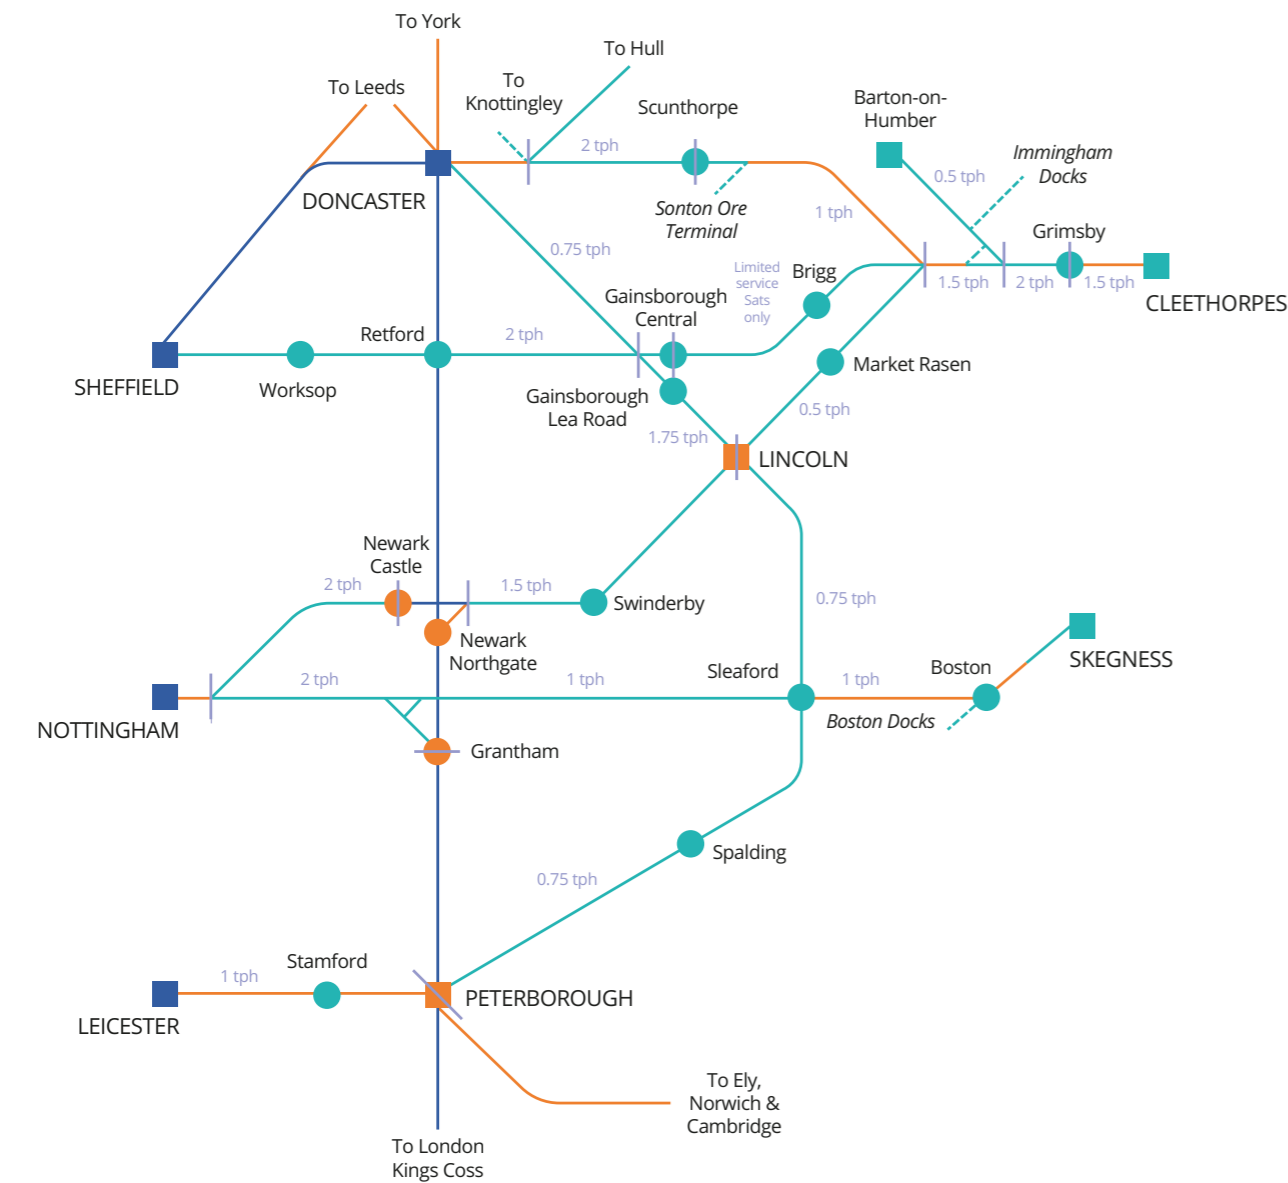 To York
To Hull
To Leeds
To
Knottingley
Scunthorpe
Barton-on-
Humber
2 tph
Immingham
Docks
0.5 tph
DONCASTER
Sonton Ore
Terminal
1 tph
Grimsby
0.75 tph
Limited
service
Sats
only
Brigg
1.5 tph
2 tph
1.5 tph
CLEETHORPES
Gainsborough
Central
Retford
2 tph
SHEFFIELD
Worksop
Market Rasen
Gainsborough
Lea Road
0.5 tph
1.75 tph
LINCOLN
Newark
Castle
2 tph
1.5 tph
Swinderby
0.75 tph
Newark
Northgate
Sleaford
Boston
SKEGNESS
2 tph
1 tph
1 tph
NOTTINGHAM
Boston Docks
Grantham
Spalding
0.75 tph
Stamford
1 tph
PETERBOROUGH
LEICESTER
To Ely,
Norwich &
Cambridge
To London
Kings Coss